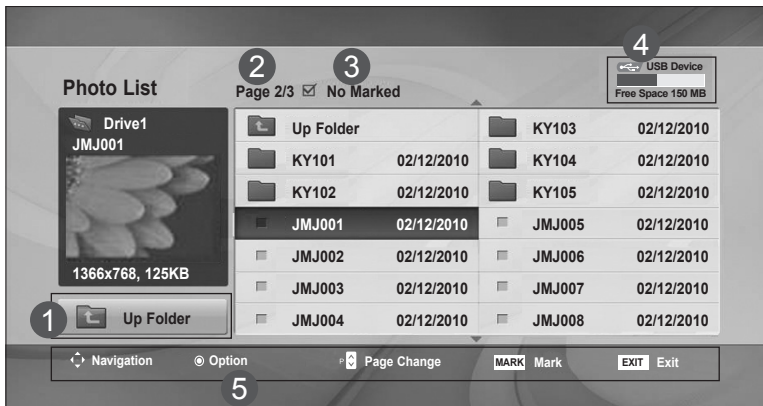 4
2
3
USB Device
Photo List
Page 2/3
No Marked
Free Space 150 MB
Drive1
JMJ001
1366x768, 125KB
1
Up Folder
Up Folder
KY101 02/12/2010
KY102 02/12/2010
JMJ001 02/12/2010
JMJ002 02/12/2010
JMJ003 02/12/2010
JMJ004 02/12/2010
KY103 02/12/2010
KY104 02/12/2010
KY105 02/12/2010
JMJ005 02/12/2010
JMJ006 02/12/2010
JMJ007 02/12/2010
JMJ008 02/12/2010
Navigation
Option
P Page Change
MARK Mark
EXIT Exit
5